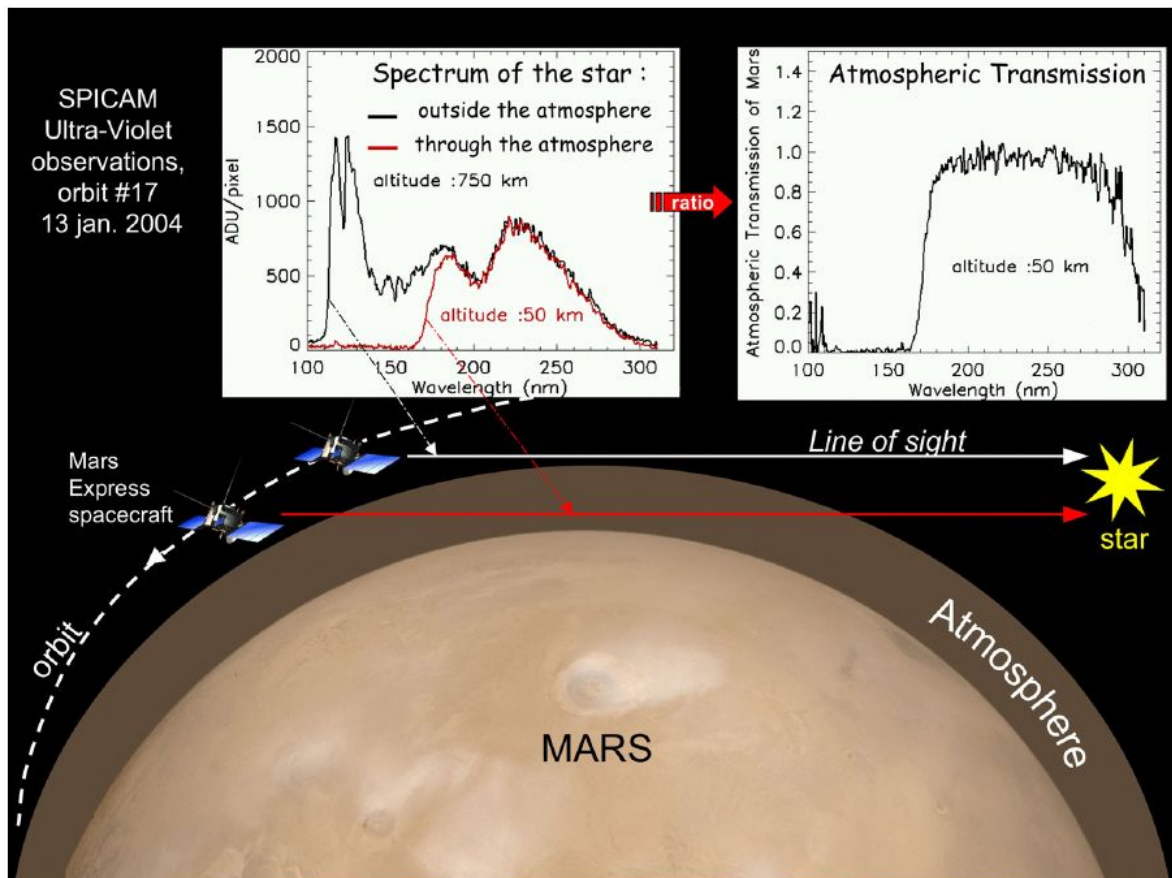 SPICAM
Ultra-Violet
observations,
orbit #17
13 jan. 2004
2000
1500
1000
500
0
ADU/pixel
Spectrum of the star :
outside the atmosphere
through the atmosphere
altitude :750 km
altitude :50 km
100 150 200 250 300
Wavelength (nm)
ratio
Atmospheric Transmission of Mars
1.4
1.2
1.0
0.8
0.6
0.4
0.2
0.0
Atmospheric Transmission
altitude :50 km
100 150 200 250 300
Wavelength (nm)
Line of sight
Mars
Express
spacecraft
star
orbit
Atmosphere
MARS